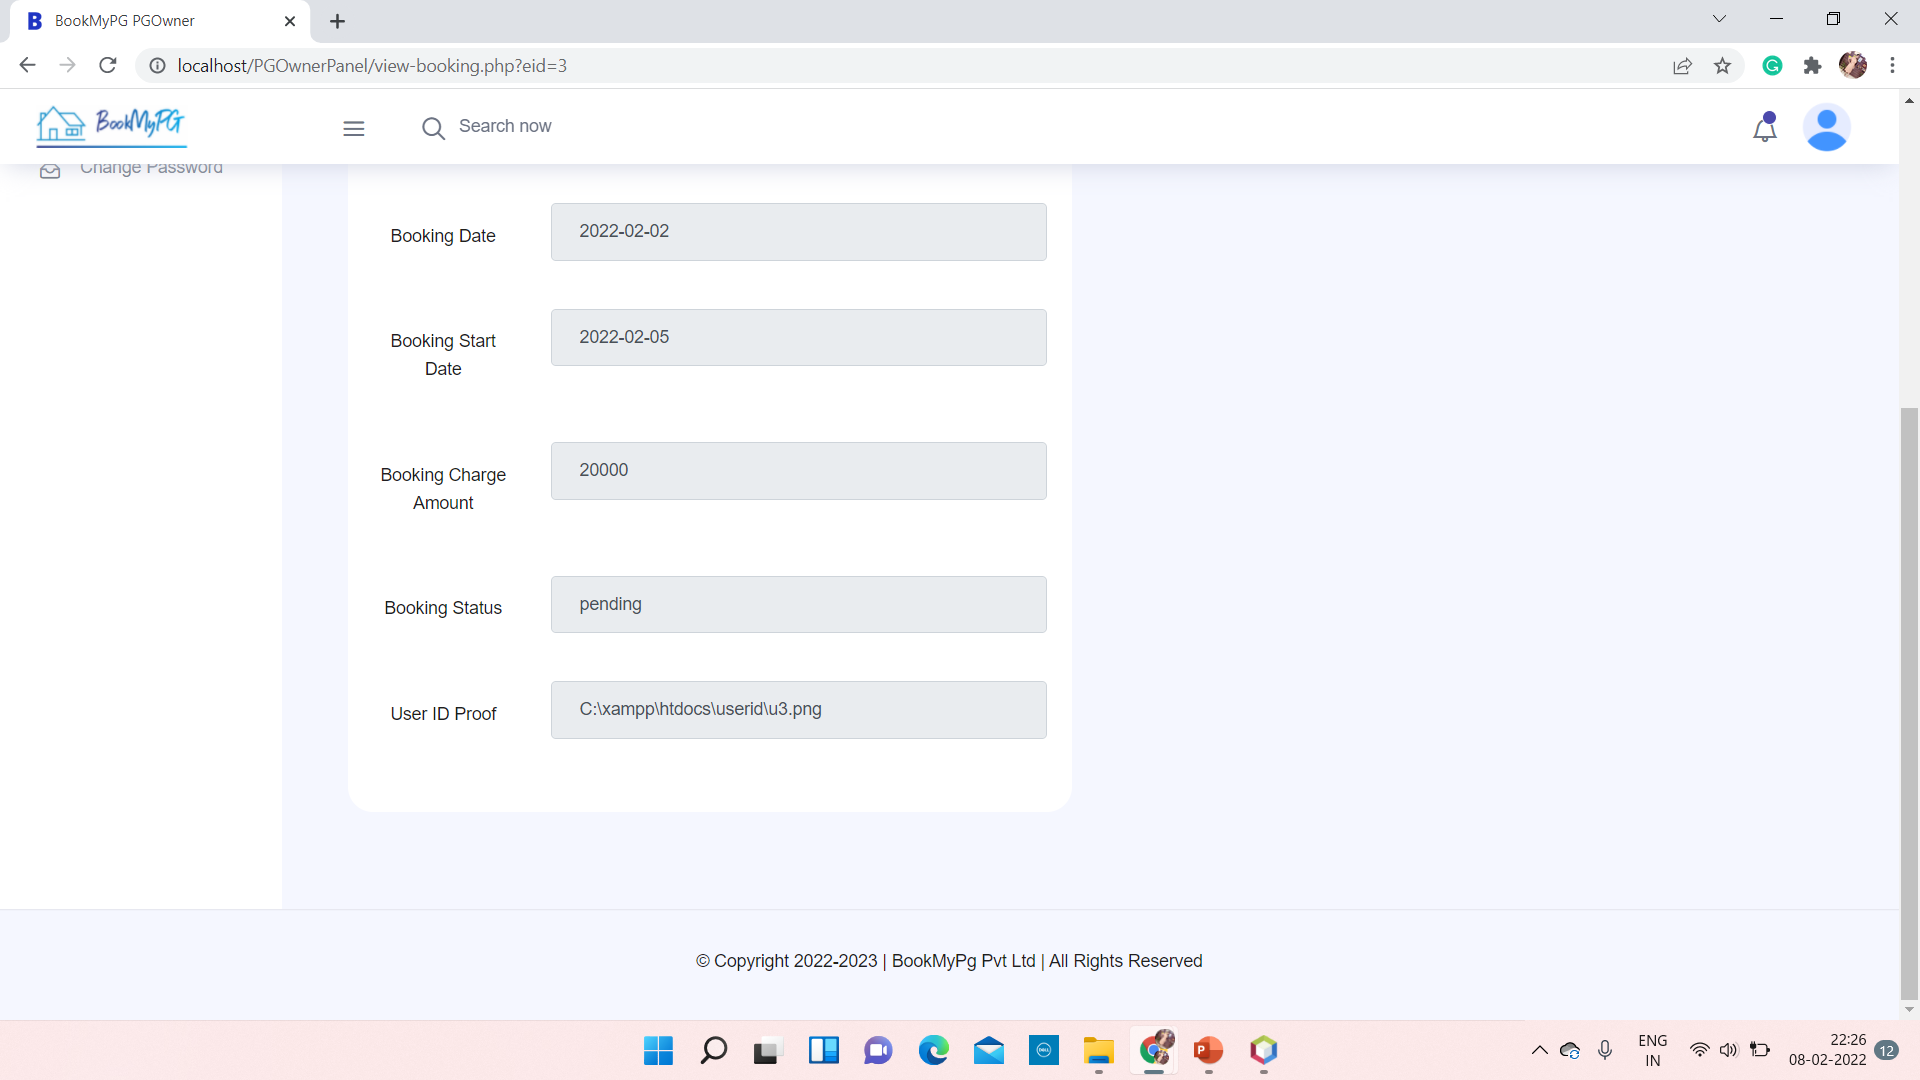 BookMyPG PGOwner
localhost/PGOwnerPanel/view-booking.php?eid=3
BookMyPG
Search now
Change Password
Booking Date
2022-02-02
Booking Start
Date
2022-02-05
Booking Charge
Amount
20000
Booking Status
pending
User ID Proof
C:\xampp\htdocs\userid\u3.png
© Copyright 2022-2023 | BookMyPg Pvt Ltd | All Rights Reserved
ENG
IN
22:26
08-02-2022
12